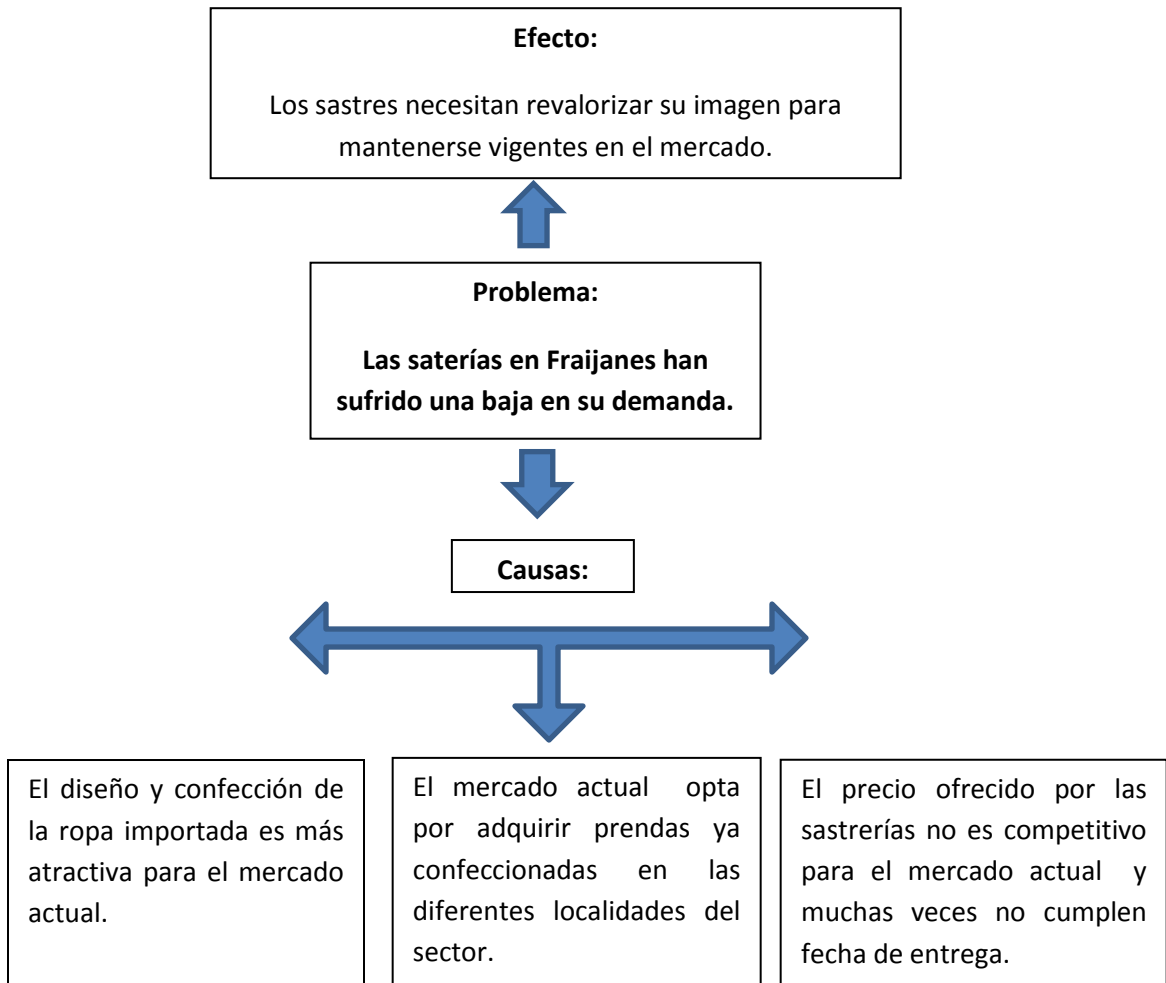 Efecto:
Los sastres necesitan revalorizar su imagen para
mantenerse vigentes en el mercado.
Problema:
Las saterías en Fraijanes han
sufrido una baja en su demanda.
Causas:
El diseño y confección de
la ropa importada es más
atractiva para el mercado
actual.
El mercado actual opta
por adquirir prendas ya
confeccionadas en las
diferentes localidades del
sector.
El precio ofrecido por las
sastrerías no es competitivo
para el mercado actual y
muchas veces no cumplen
fecha de entrega.